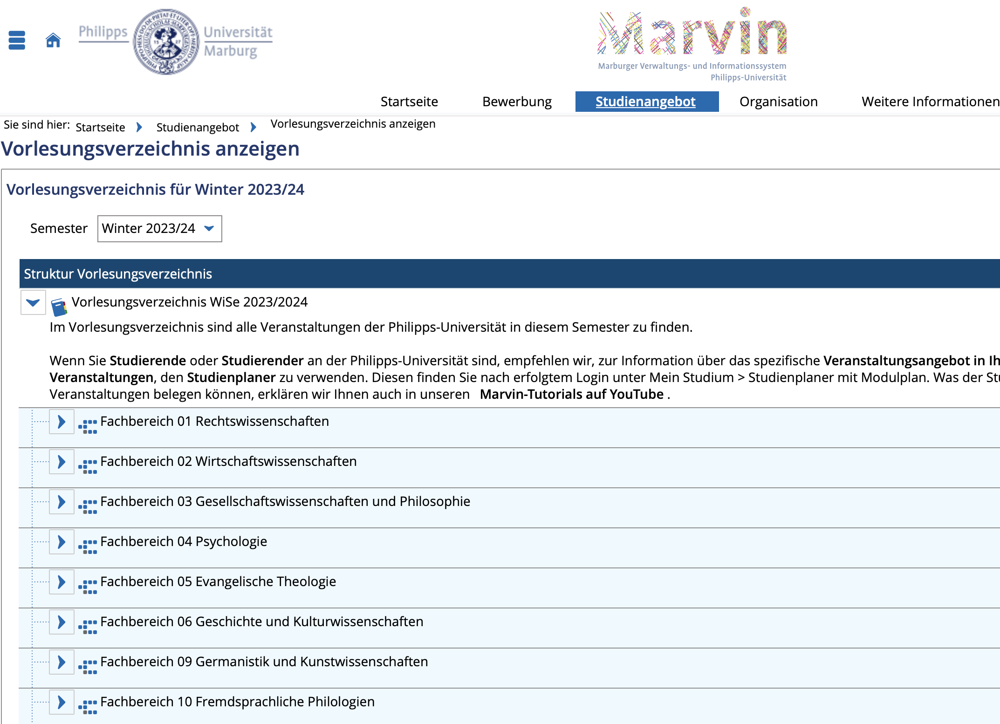 Philipps Universität Marburg
Marvin
Marburger Verwaltungs- und Informationssystem
Philipps-Universität
Startseite Bewerbung Studienangebot Organisation Weitere Informationen
Sie sind hier: Startseite Studienangebot Vorlesungsverzeichnis anzeigen
Vorlesungsverzeichnis anzeigen
Vorlesungsverzeichnis für Winter 2023/24
Semester Winter 2023/24
Struktur Vorlesungsverzeichnis
Vorlesungsverzeichnis WiSe 2023/2024
Im Vorlesungsverzeichnis sind alle Veranstaltungen der Philipps-Universität in diesem Semester zu finden.
Wenn Sie Studierende oder Studierender an der Philipps-Universität sind, empfehlen wir, zur Information über das spezifische Veranstaltungsangebot in
Veranstaltungen, den Studienplaner zu verwenden. Diesen finden Sie nach erfolgtem Login unter Mein Studium > Studienplaner mit Modulplan. Was der
Veranstaltungen belegen können, erklären wir Ihnen auch in unseren Marvin-Tutorials auf YouTube .
Fachbereich 01 Rechtswissenschaften
Fachbereich 02 Wirtschaftswissenschaften
Fachbereich 03 Gesellschaftswissenschaften und Philosophie
Fachbereich 04 Psychologie
Fachbereich 05 Evangelische Theologie
Fachbereich 06 Geschichte und Kulturwissenschaften
Fachbereich 09 Germanistik und Kunstwissenschaften
Fachbereich 10 Fremdsprachliche Philologien